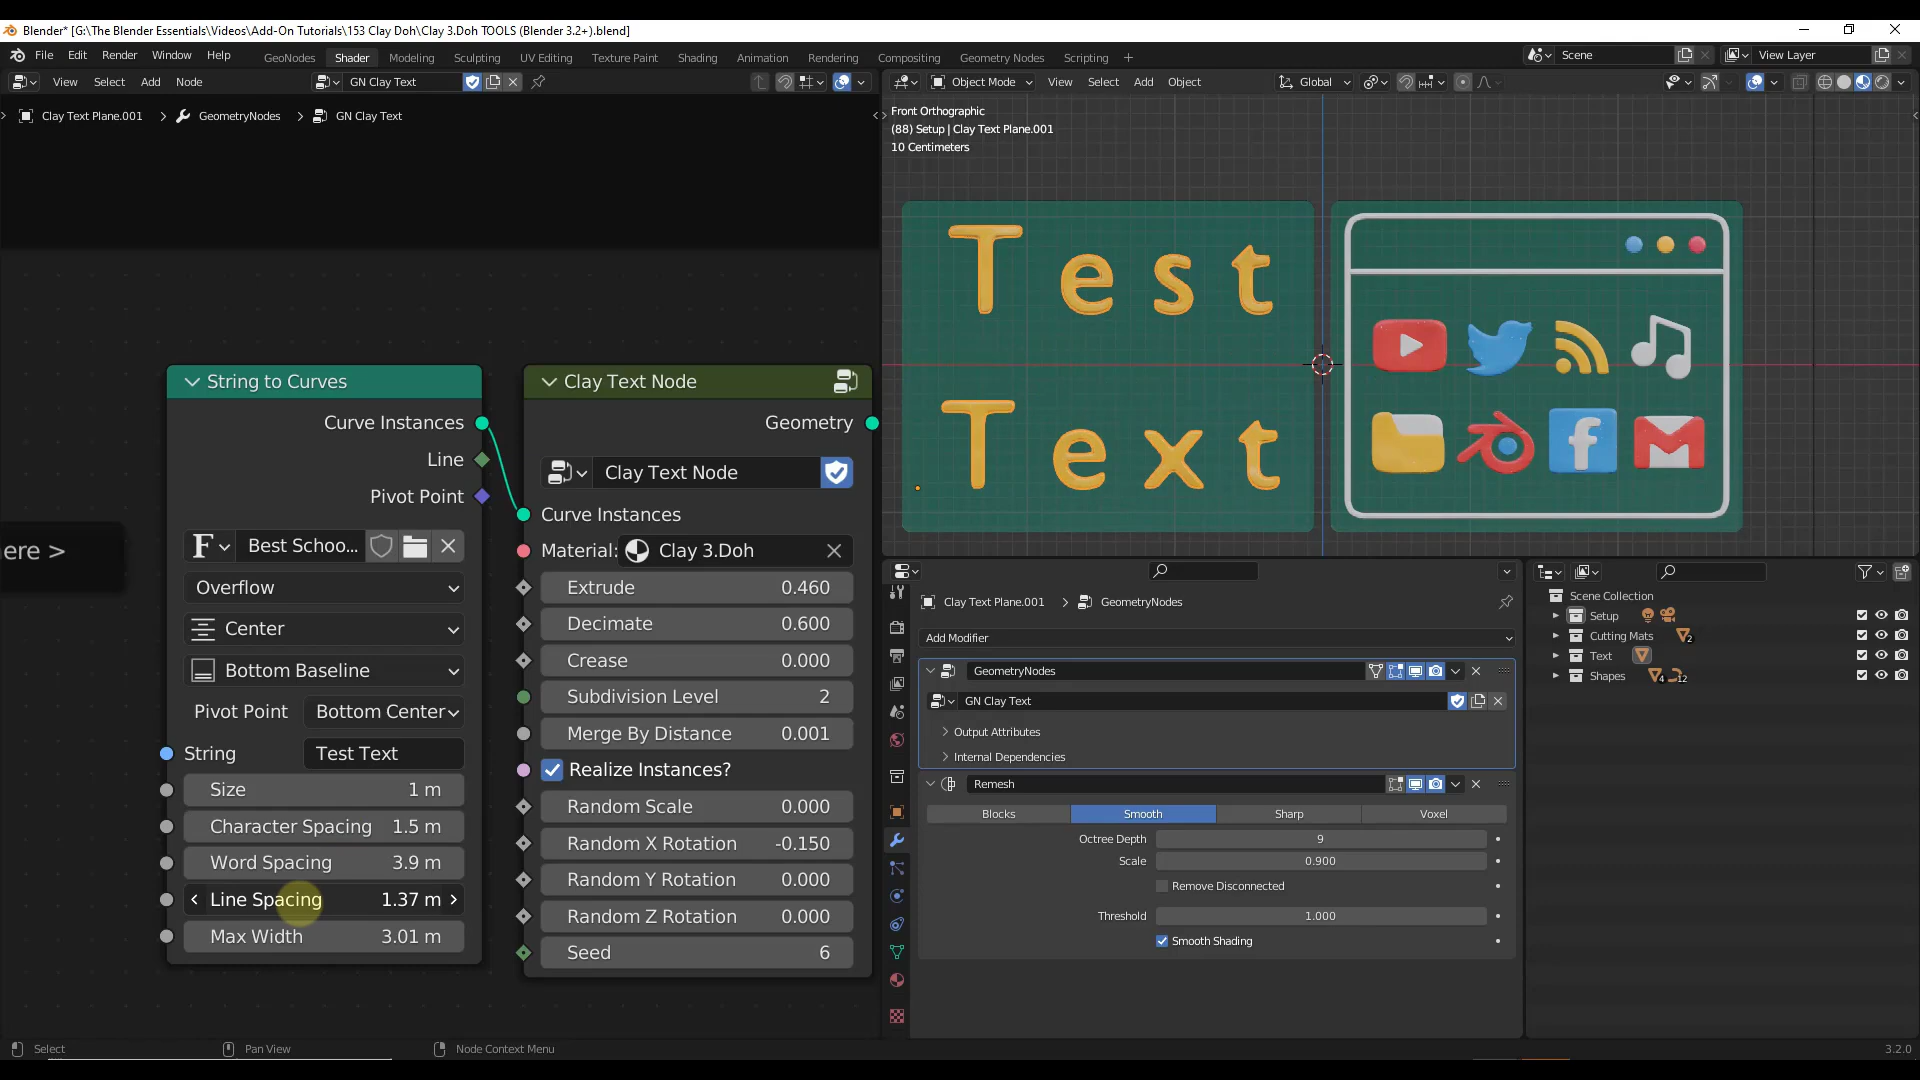 Blender* [G:\The Blender Essentials\Videos\Add-On Tutorials\153 Clay Doh\Clay 3.Doh TOOLS (Blender 3.2+).blend]
File Edit Render Window Help GeoNodes Shader Modeling Sculpting UV Editing Texture Paint Shading Animation Rendering Compositing Geometry Nodes Scripting + Scene View Layer
View Select Add Node GN Clay Text Object Mode View Select Add Object Global
Clay Text Plane.001 > GeometryNodes > GN Clay Text
Front Orthographic
(88) Setup | Clay Text Plane.001
10 Centimeters
Test
Text
f
ere >
String to Curves
Curve Instances
Line
Pivot Point
F Best Schoo...
Overflow
Center
Bottom Baseline
Pivot Point Bottom Center
String Test Text
Size 1 m
Character Spacing 1.5 m
Word Spacing 3.9 m
Line Spacing 1.37 m
Max Width 3.01 m
Clay Text Node
Geometry
Clay Text Node
Curve Instances
Material: Clay 3.Doh
Extrude 0.460
Decimate 0.600
Crease 0.000
Subdivision Level 2
Merge By Distance 0.001
Realize Instances?
Random Scale 0.000
Random X Rotation -0.150
Random Y Rotation 0.000
Random Z Rotation 0.000
Seed 6
Clay Text Plane.001 > GeometryNodes
Add Modifier
GeometryNodes
GN Clay Text
Output Attributes
Internal Dependencies
Remesh
Blocks Smooth Sharp Voxel
Octree Depth 9
Scale 0.900
Remove Disconnected
Threshold 1.000
Smooth Shading
Scene Collection
Setup
Cutting Mats 2
Text
Shapes 4 12
Select Pan View Node Context Menu 3.2.0